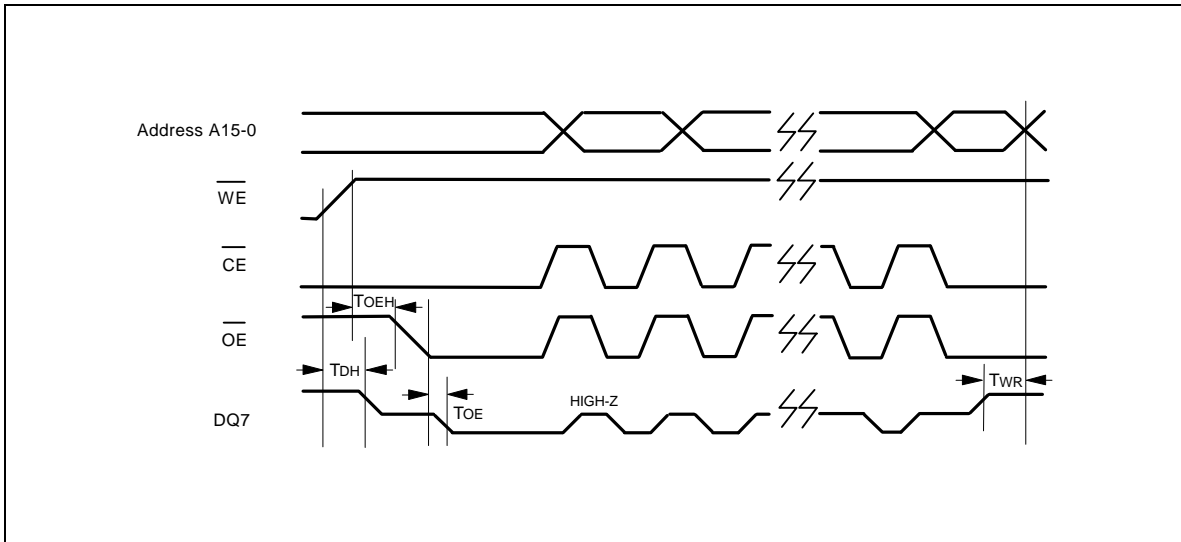 Address A15-0
WE
CE
TOEH
OE
TDH
TWR
TOE
HIGH-Z
DQ7